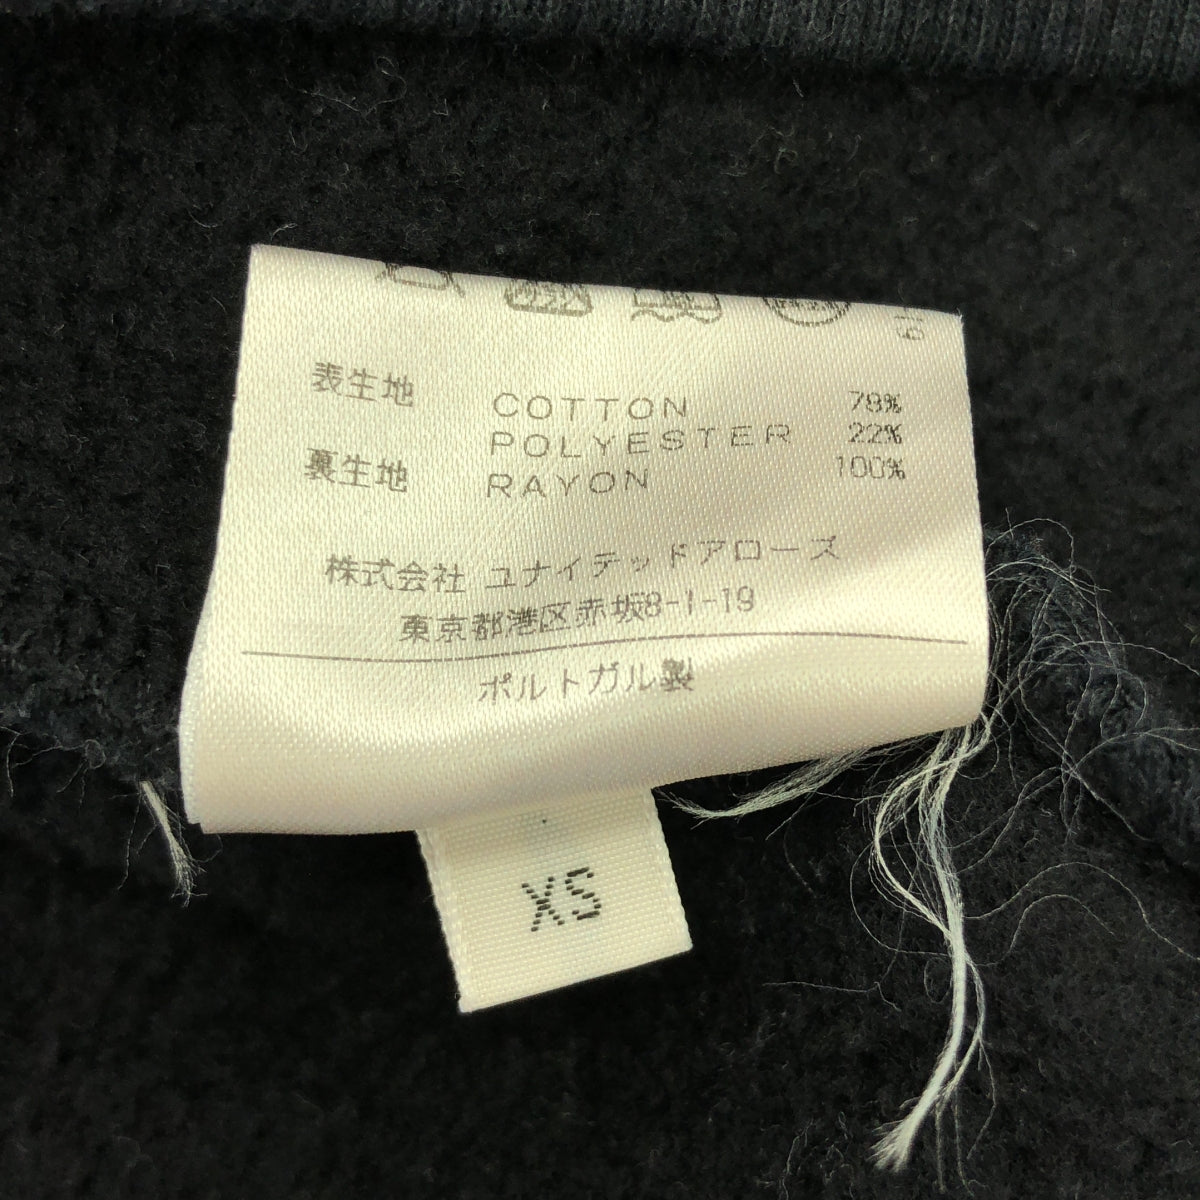 表生地 COTTON 78%
POLYESTER 22%
裏生地 RAYON 100%
株式会社 ユナイテッドアローズ
東京都港区赤坂8-1-19
ポルトガル製
XS